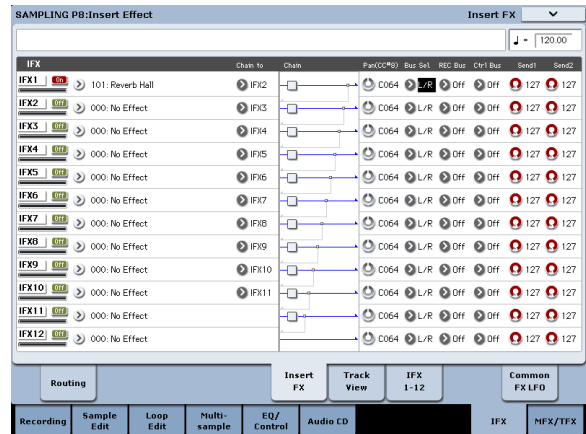 SAMPLING P8:Insert Effect Insert FX
♩ = 120.00
IFX Chain to Chain Pan(CC#8) Bus Sel. REC Bus Ctrl Bus Send1 Send2
IFX1 On 101: Reverb Hall IFX2 C064 L/R Off Off 127 127
IFX2 Off 000: No Effect IFX3 C064 L/R Off Off 127 127
IFX3 Off 000: No Effect IFX4 C064 L/R Off Off 127 127
IFX4 Off 000: No Effect IFX5 C064 L/R Off Off 127 127
IFX5 Off 000: No Effect IFX6 C064 L/R Off Off 127 127
IFX6 Off 000: No Effect IFX7 C064 L/R Off Off 127 127
IFX7 Off 000: No Effect IFX8 C064 L/R Off Off 127 127
IFX8 Off 000: No Effect IFX9 C064 L/R Off Off 127 127
IFX9 Off 000: No Effect IFX10 C064 L/R Off Off 127 127
IFX10 Off 000: No Effect IFX11 C064 L/R Off Off 127 127
IFX11 Off 000: No Effect C064 L/R Off Off 127 127
IFX12 Off 000: No Effect C064 L/R Off Off 127 127
Routing Insert FX Track View IFX 1-12 Common FX LFO
Recording Sample Edit Loop Edit Multi-sample EQ/Control Audio CD IFX MFX/TFX